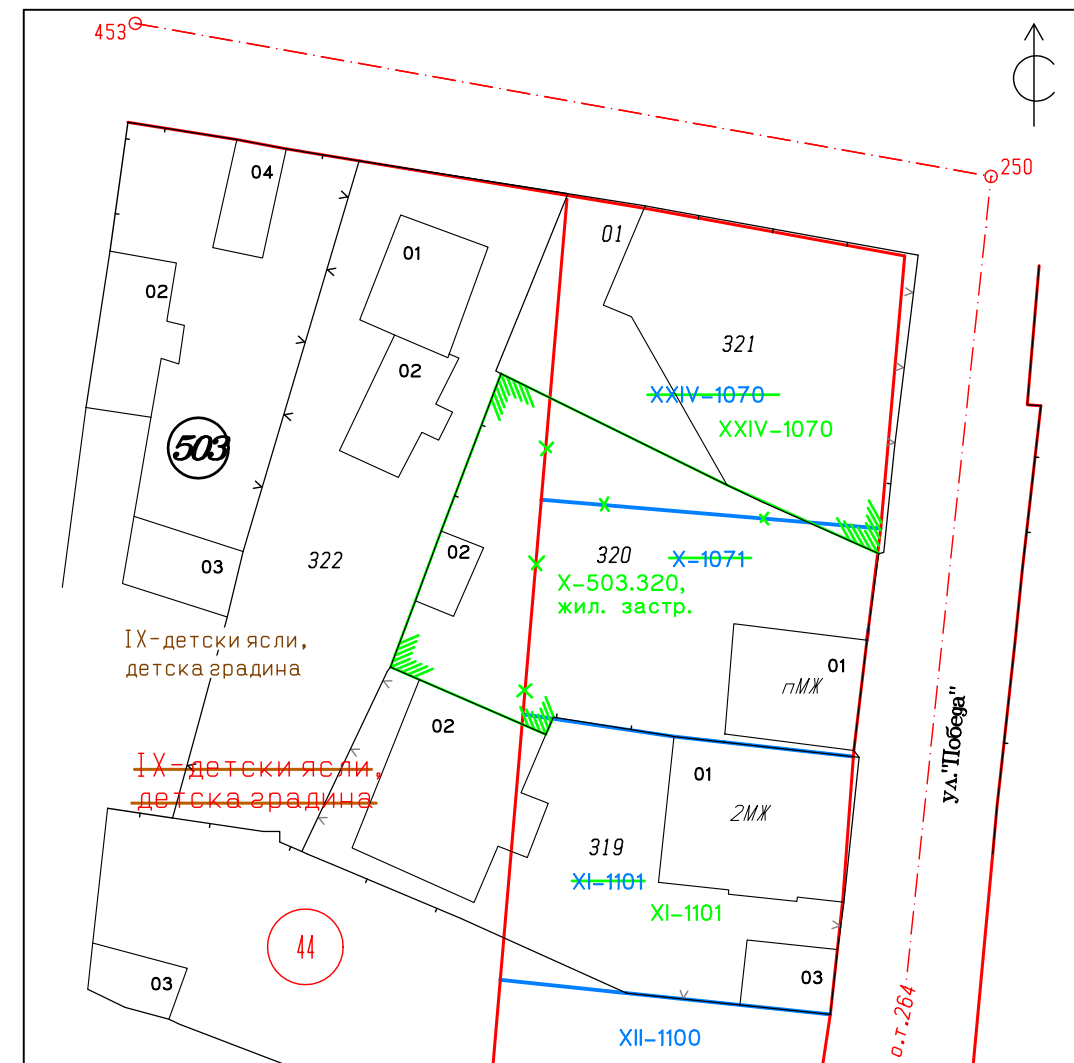 453
250
04
01
01
02
321
02
XXIV-1070
XXIV-1070
503
02
320
X-1071
322
03
X-503.320,
жил. застр.
IX-детски ясли,
детска градина
01
пМЖ
02
ул."Победа"
IX-детски ясли,
детска градина
01
2МЖ
319
XI-1101
XI-1101
44
03
03
о.т.264
XII-1100